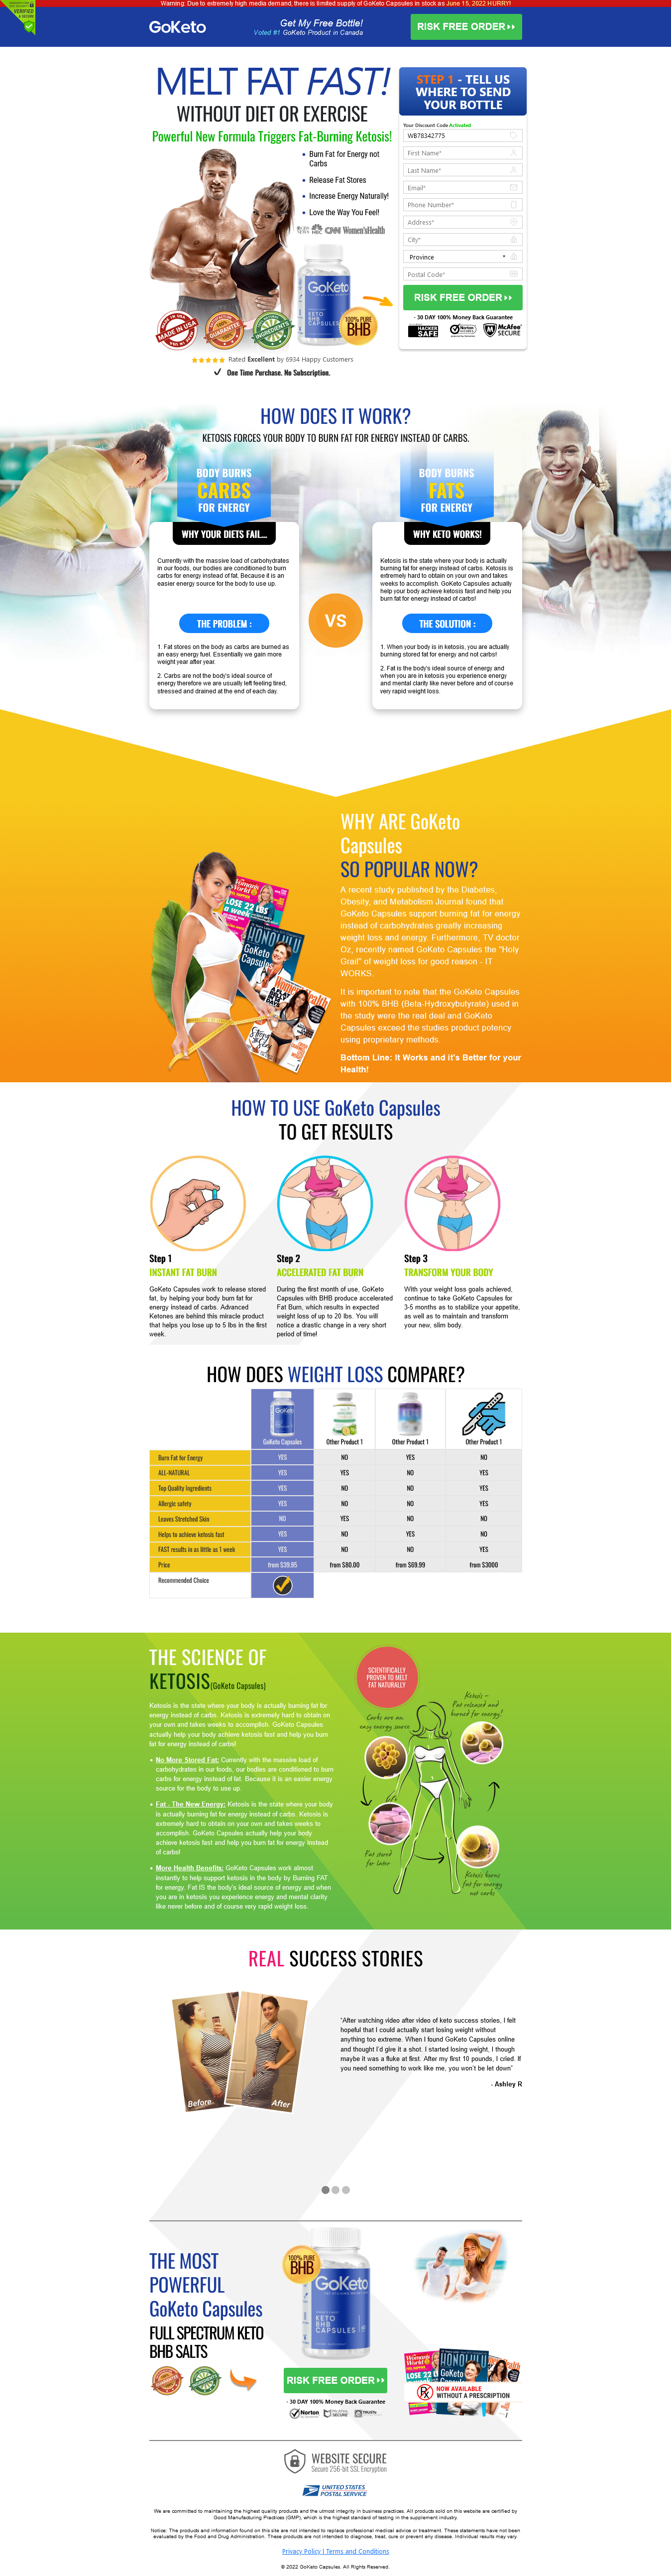 Warning: Due to extremely high media demand, there is limited supply of GoKeto Capsules in stock as June 15, 2022 HURRY!
VERIFIED
& SECURE
GoKeto
Get My Free Bottle!
Voted #1 GoKeto Product in Canada
RISK FREE ORDER
MELT FAT FAST!
WITHOUT DIET OR EXERCISE
Powerful New Formula Triggers Fat-Burning Ketosis!
Burn Fat for Energy not
Carbs
Release Fat Stores
Increase Energy Naturally!
Love the Way You Feel!
NBC
CNN Women'sHealth
GoKeto
KETO
BHB
CAPSULES
100% PURE
BHB
MADE IN USA
GUARANTEE
INGREDIENTS
Rated Excellent by 6934 Happy Customers
One Time Purchase. No Subscription.
STEP 1 - TELL US
WHERE TO SEND
YOUR BOTTLE
Your Discount Code Activated
WB78342775
First Name*
Last Name*
Email*
Phone Number*
Address*
City*
Province
Postal Code*
RISK FREE ORDER
- 30 DAY 100% Money Back Guarantee
HACKER
SAFE
Norton
McAfee
SECURE
HOW DOES IT WORK?
KETOSIS FORCES YOUR BODY TO BURN FAT FOR ENERGY INSTEAD OF CARBS.
BODY BURNS
CARBS
FOR ENERGY
WHY YOUR DIETS FAIL...
Currently with the massive load of carbohydrates
in our foods, our bodies are conditioned to burn
carbs for energy instead of fat. Because it is an
easier energy source for the body to use up.
THE PROBLEM :
1. Fat stores on the body as carbs are burned as
an easy energy fuel. Essentially we gain more
weight year after year.
2. Carbs are not the body's ideal source of
energy therefore we are usually left feeling tired,
stressed and drained at the end of each day.
VS
BODY BURNS
FATS
FOR ENERGY
WHY KETO WORKS!
Ketosis is the state where your body is actually
burning fat for energy instead of carbs. Ketosis is
extremely hard to obtain on your own and takes
weeks to accomplish. GoKeto Capsules actually
help your body achieve ketosis fast and help you
burn fat for energy instead of carbs!
THE SOLUTION :
1. When your body is in ketosis, you are actually
burning stored fat for energy and not carbs!
2. Fat is the body's ideal source of energy and
when you are in ketosis you experience energy
and mental clarity like never before and of course
very rapid weight loss.
WHY ARE GoKeto
Capsules
SO POPULAR NOW?
A recent study published by the Diabetes,
Obesity, and Metabolism Journal found that
GoKeto Capsules support burning fat for energy
instead of carbohydrates greatly increasing
weight loss and energy. Furthermore, TV doctor
Oz, recently named GoKeto Capsules the "Holy
Grail" of weight loss for good reason - IT
WORKS.
It is important to note that the GoKeto Capsules
with 100% BHB (Beta-Hydroxybutyrate) used in
the study were the real deal and GoKeto
Capsules exceed the studies product potency
using proprietary methods.
Bottom Line: It Works and it's Better for your
Health!
LOSE 22 LBS
a week
HONOLULU
GoKeto
Capsules
HOW TO USE GoKeto Capsules
TO GET RESULTS
Step 1
INSTANT FAT BURN
GoKeto Capsules work to release stored
fat, by helping your body burn fat for
energy instead of carbs. Advanced
Ketones are behind this miracle product
that helps you lose up to 5 lbs in the first
week.
Step 2
ACCELERATED FAT BURN
During the first month of use, GoKeto
Capsules with BHB produce accelerated
Fat Burn, which results in expected
weight loss of up to 20 lbs. You will
notice a drastic change in a very short
period of time!
Step 3
TRANSFORM YOUR BODY
With your weight loss goals achieved,
continue to take GoKeto Capsules for
3-5 months as to stabilize your appetite,
as well as to maintain and transform
your new, slim body.
HOW DOES WEIGHT LOSS COMPARE?
GoKeto Capsules Other Product 1 Other Product 1 Other Product 1
Burn Fat for Energy YES NO YES NO
ALL-NATURAL YES YES NO YES
Top Quality Ingredients YES NO NO YES
Allergic safety YES NO NO YES
Leaves Stretched Skin NO YES NO NO
Helps to achieve ketosis fast YES NO YES NO
FAST results in as little as 1 week YES NO NO YES
Price from $39.95 from $80.00 from $69.99 from $3000
Recommended Choice
THE SCIENCE OF
KETOSIS(GoKeto Capsules)
Ketosis is the state where your body is actually burning fat for
energy instead of carbs. Ketosis is extremely hard to obtain on
your own and takes weeks to accomplish. GoKeto Capsules
actually help your body achieve ketosis fast and help you burn
fat for energy instead of carbs!
No More Stored Fat: Currently with the massive load of
carbohydrates in our foods, our bodies are conditioned to burn
carbs for energy instead of fat. Because it is an easier energy
source for the body to use up.
Fat - The New Energy: Ketosis is the state where your body
is actually burning fat for energy instead of carbs. Ketosis is
extremely hard to obtain on your own and takes weeks to
accomplish. GoKeto Capsules actually help your body
achieve ketosis fast and help you burn fat for energy instead
of carbs!
More Health Benefits: GoKeto Capsules work almost
instantly to help support ketosis in the body by Burning FAT
for energy. Fat IS the body's ideal source of energy and when
you are in ketosis you experience energy and mental clarity
like never before and of course very rapid weight loss.
SCIENTIFICALLY
PROVEN TO MELT
FAT NATURALLY
Carbs are an
easy energy source
Ketosis -
Fat released and
burned for energy!
Fat stored
for later
Ketosis burns
fat for energy
not carbs
REAL SUCCESS STORIES
Before
After
"After watching video after video of keto success stories, I felt
hopeful that I could actually start losing weight without
anything too extreme. When I found GoKeto Capsules online
and thought I'd give it a shot. I started losing weight, I though
maybe it was a fluke at first. After my first 10 pounds, I cried. If
you need something to work like me, you won't be let down"
- Ashley R
THE MOST
POWERFUL
GoKeto Capsules
FULL SPECTRUM KETO
BHB SALTS
100% PURE
BHB
GoKeto
KETO BHB
CAPSULES
RISK FREE ORDER
- 30 DAY 100% Money Back Guarantee
Norton
SECURE
TRUSTe
HONOLULU
GoKeto
LOSE 22
NOW AVAILABLE
WITHOUT A PRESCRIPTION
WEBSITE SECURE
Secure 256-bit SSL Encryption
UNITED STATES
POSTAL SERVICE
We are committed to maintaining the highest quality products and the utmost integrity in business practices. All products sold on this website are certified by
Good Manufacturing Practices (GMP), which is the highest standard of testing in the supplement industry.
Notice: The products and information found on this site are not intended to replace professional medical advice or treatment. These statements have not been
evaluated by the Food and Drug Administration. These products are not intended to diagnose, treat, cure or prevent any disease. Individual results may vary.
Privacy Policy | Terms and Conditions
© 2022 GoKeto Capsules. All Rights Reserved.